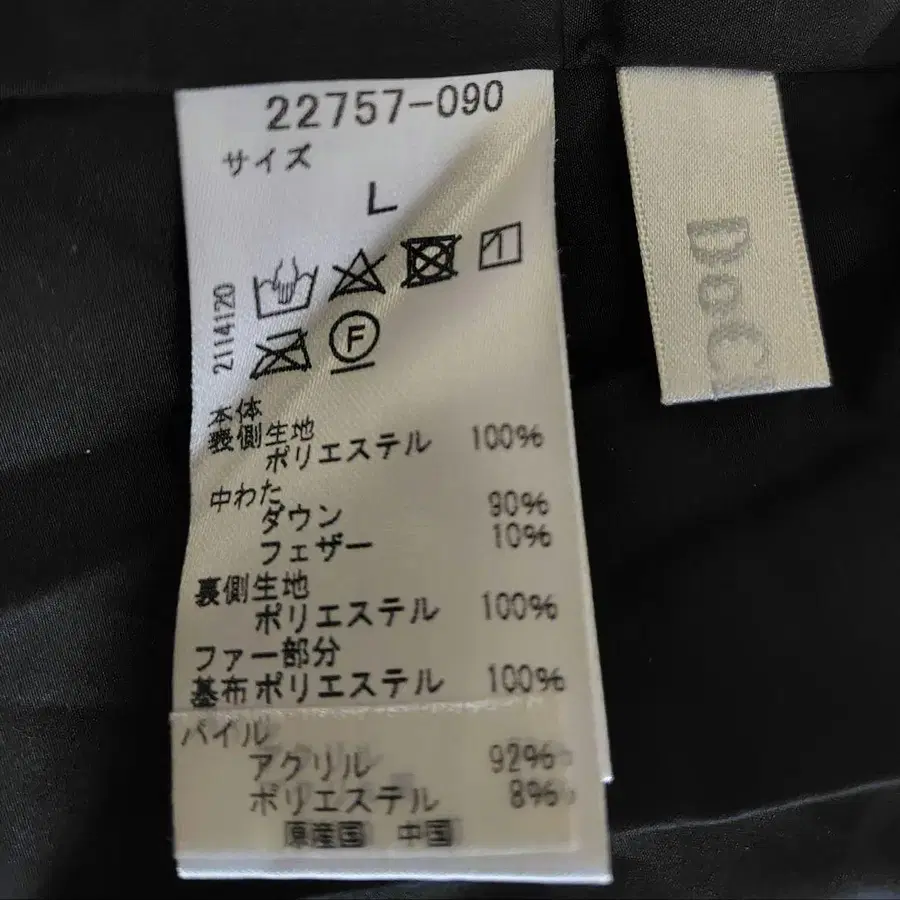 22757-090
サイズ
L
2114120
F
本体
表側生地
ポリエステル 100%
中わた
ダウン 90%
フェザー 10%
裏側生地
ポリエステル 100%
ファー部分
基布 ポリエステル 100%
パイル
アクリル 92%
ポリエステル 8%
原産国 中国
DoCl